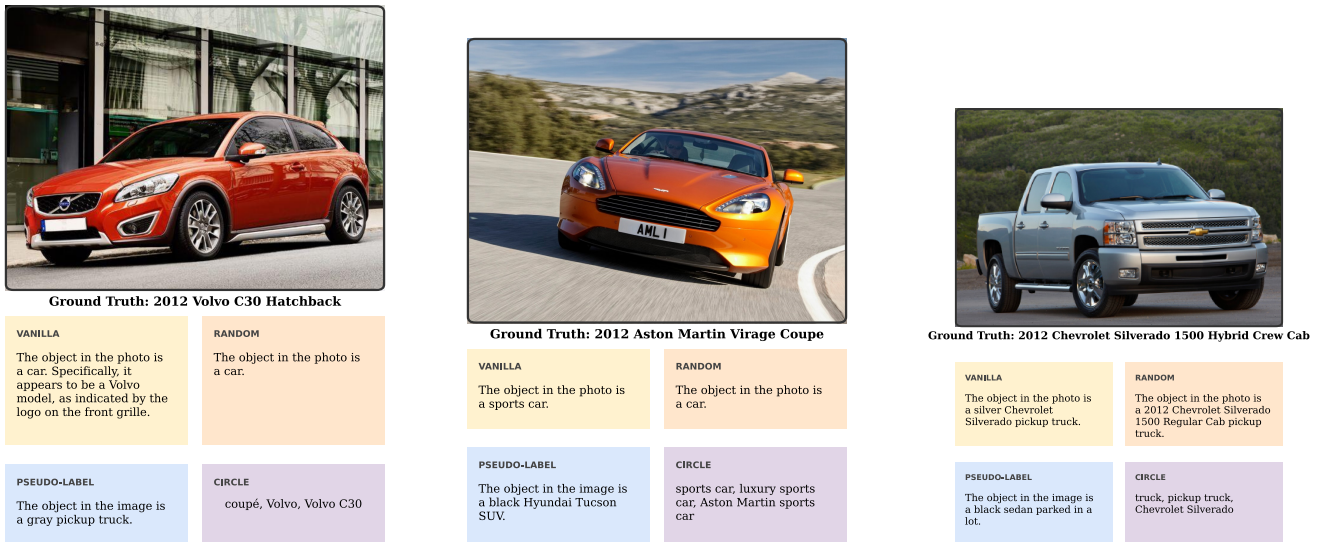 Ground Truth: 2012 Volvo C30 Hatchback
VANILLA
The object in the photo is
a car. Specifically, it
appears to be a Volvo
model, as indicated by the
logo on the front grille.
RANDOM
The object in the photo is
a car.
PSEUDO-LABEL
The object in the image is
a gray pickup truck.
CIRCLE
coupé, Volvo, Volvo C30
AML 1
Ground Truth: 2012 Aston Martin Virage Coupe
VANILLA
The object in the photo is
a sports car.
RANDOM
The object in the photo is
a car.
PSEUDO-LABEL
The object in the image is
a black Hyundai Tucson
SUV.
CIRCLE
sports car, luxury sports
car, Aston Martin sports
car
Ground Truth: 2012 Chevrolet Silverado 1500 Hybrid Crew Cab
VANILLA
The object in the photo is
a silver Chevrolet
Silverado pickup truck.
RANDOM
The object in the photo is
a 2012 Chevrolet Silverado
1500 Regular Cab pickup
truck.
PSEUDO-LABEL
The object in the image is
a black sedan parked in a
lot.
CIRCLE
truck, pickup truck,
Chevrolet Silverado